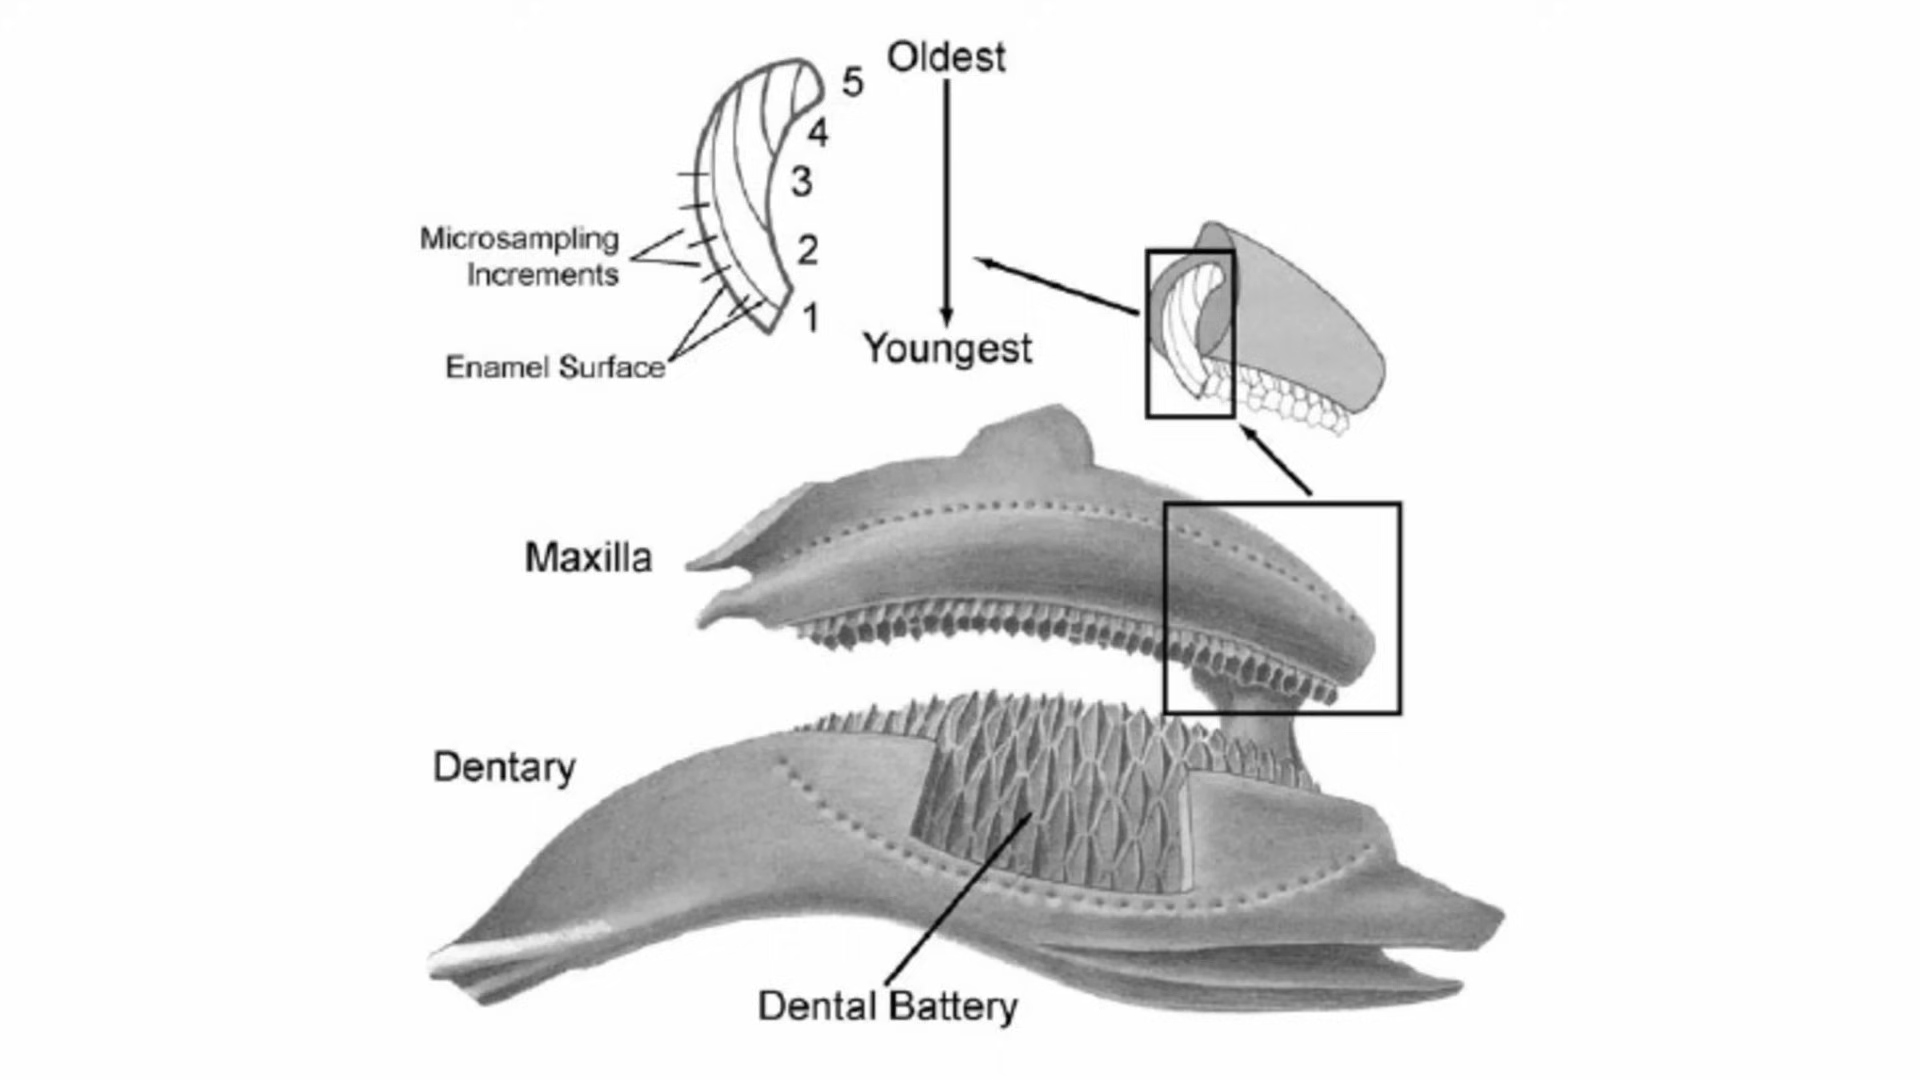 Oldest
5
4
3
2
1
Microsampling
Increments
Enamel Surface
Youngest
Maxilla
Dentary
Dental Battery